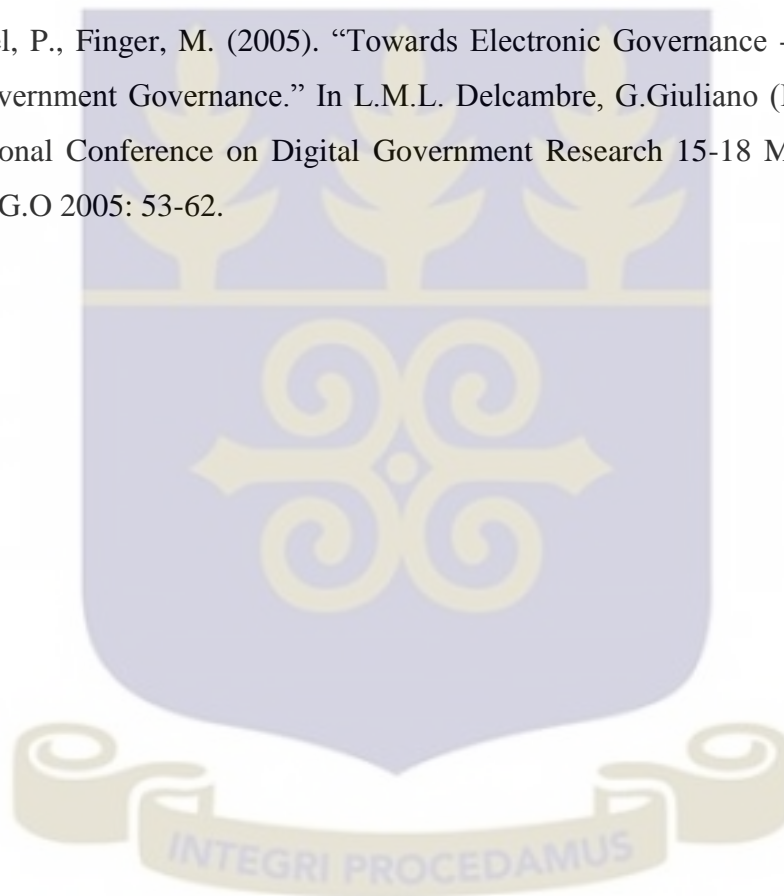 el, P., Finger, M. (2005). “Towards Electronic Governance -
vernment Governance.” In L.M.L. Delcambre, G.Giuliano (
onal Conference on Digital Government Research 15-18 M
G.O 2005: 53-62.
INTEGRI PROCEDAMUS